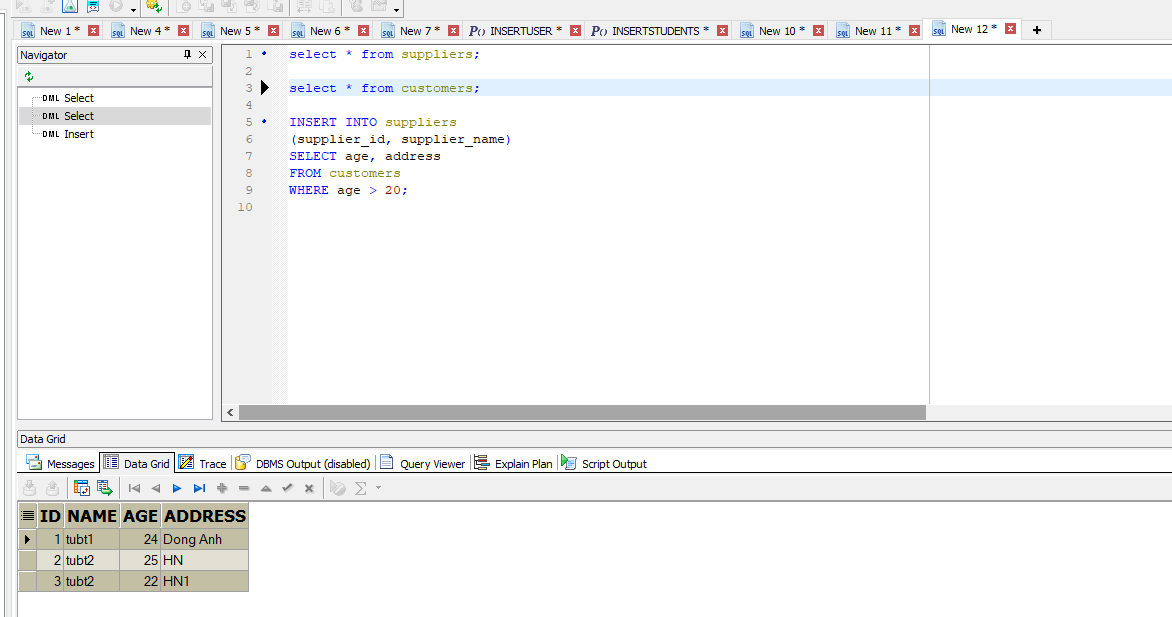 New 1 * New 4 * New 5 * New 6 * New 7 * P() INSERTUSER * P() INSERTSTUDENTS * New 10 * New 11 * New 12 * +
Navigator
DML Select
DML Select
DML Insert
1 select * from suppliers;
2
3 select * from customers;
4
5 INSERT INTO suppliers
6 (supplier_id, supplier_name)
7 SELECT age, address
8 FROM customers
9 WHERE age > 20;
10
Data Grid
Messages Data Grid Trace DBMS Output (disabled) Query Viewer Explain Plan Script Output
ID NAME AGE ADDRESS
1 tubt1 24 Dong Anh
2 tubt2 25 HN
3 tubt2 22 HN1